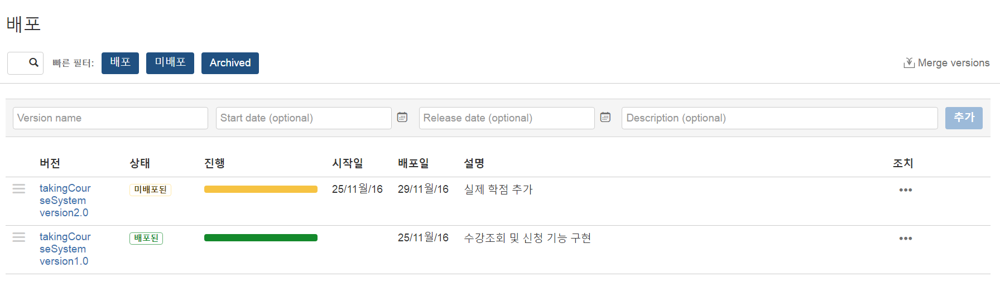 배포
빠른 필터: 배포 미배포 Archived Merge versions
Version name Start date (optional) Release date (optional) Description (optional) 추가
버전 상태 진행 시작일 배포일 설명 조치
takingCour 미배포된 25/11월/16 29/11월/16 실제 학점 추가
seSystem
version2.0
takingCour 배포된 25/11월/16 수강조회 및 신청 기능 구현
seSystem
version1.0